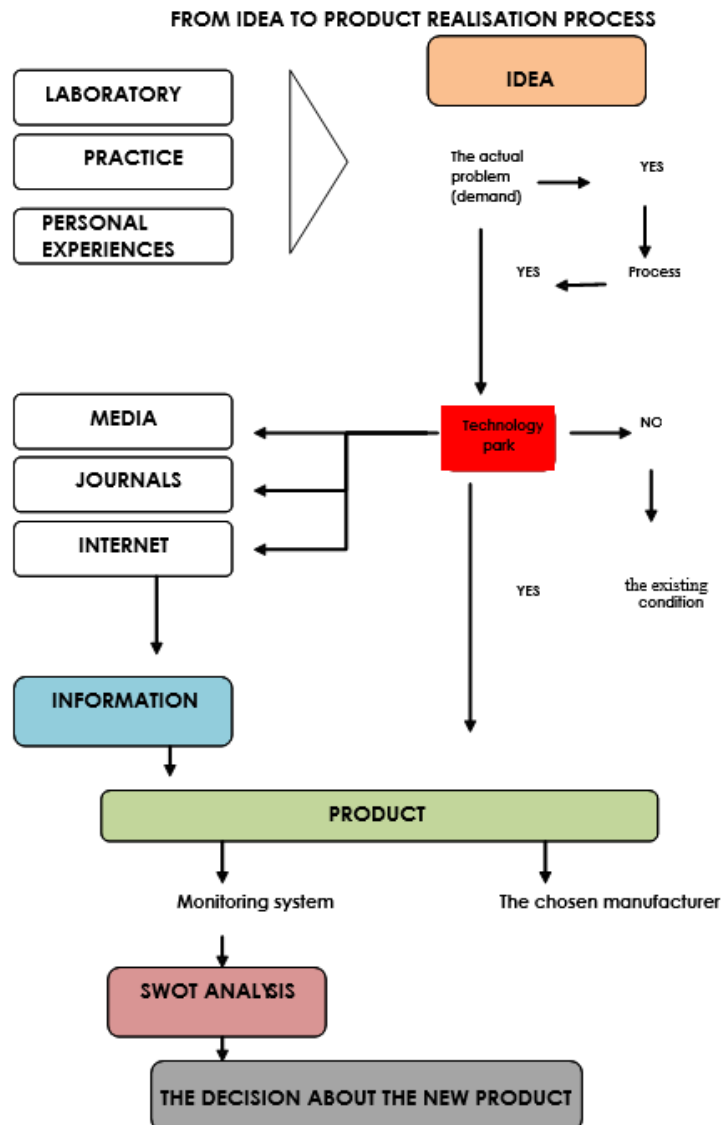 FROM IDEA TO PRODUCT REALISATION PROCESS
IDEA
LABORATORY
PRACTICE
PERSONAL
EXPERIENCES
The actual
problem
(demand)
YES
YES
Process
MEDIA
JOURNALS
INTERNET
Technology
park
NO
YES
the existing
condition
INFORMATION
PRODUCT
Monitoring system
The chosen manufacturer
SWOT ANALYSIS
THE DECISION ABOUT THE NEW PRODUCT